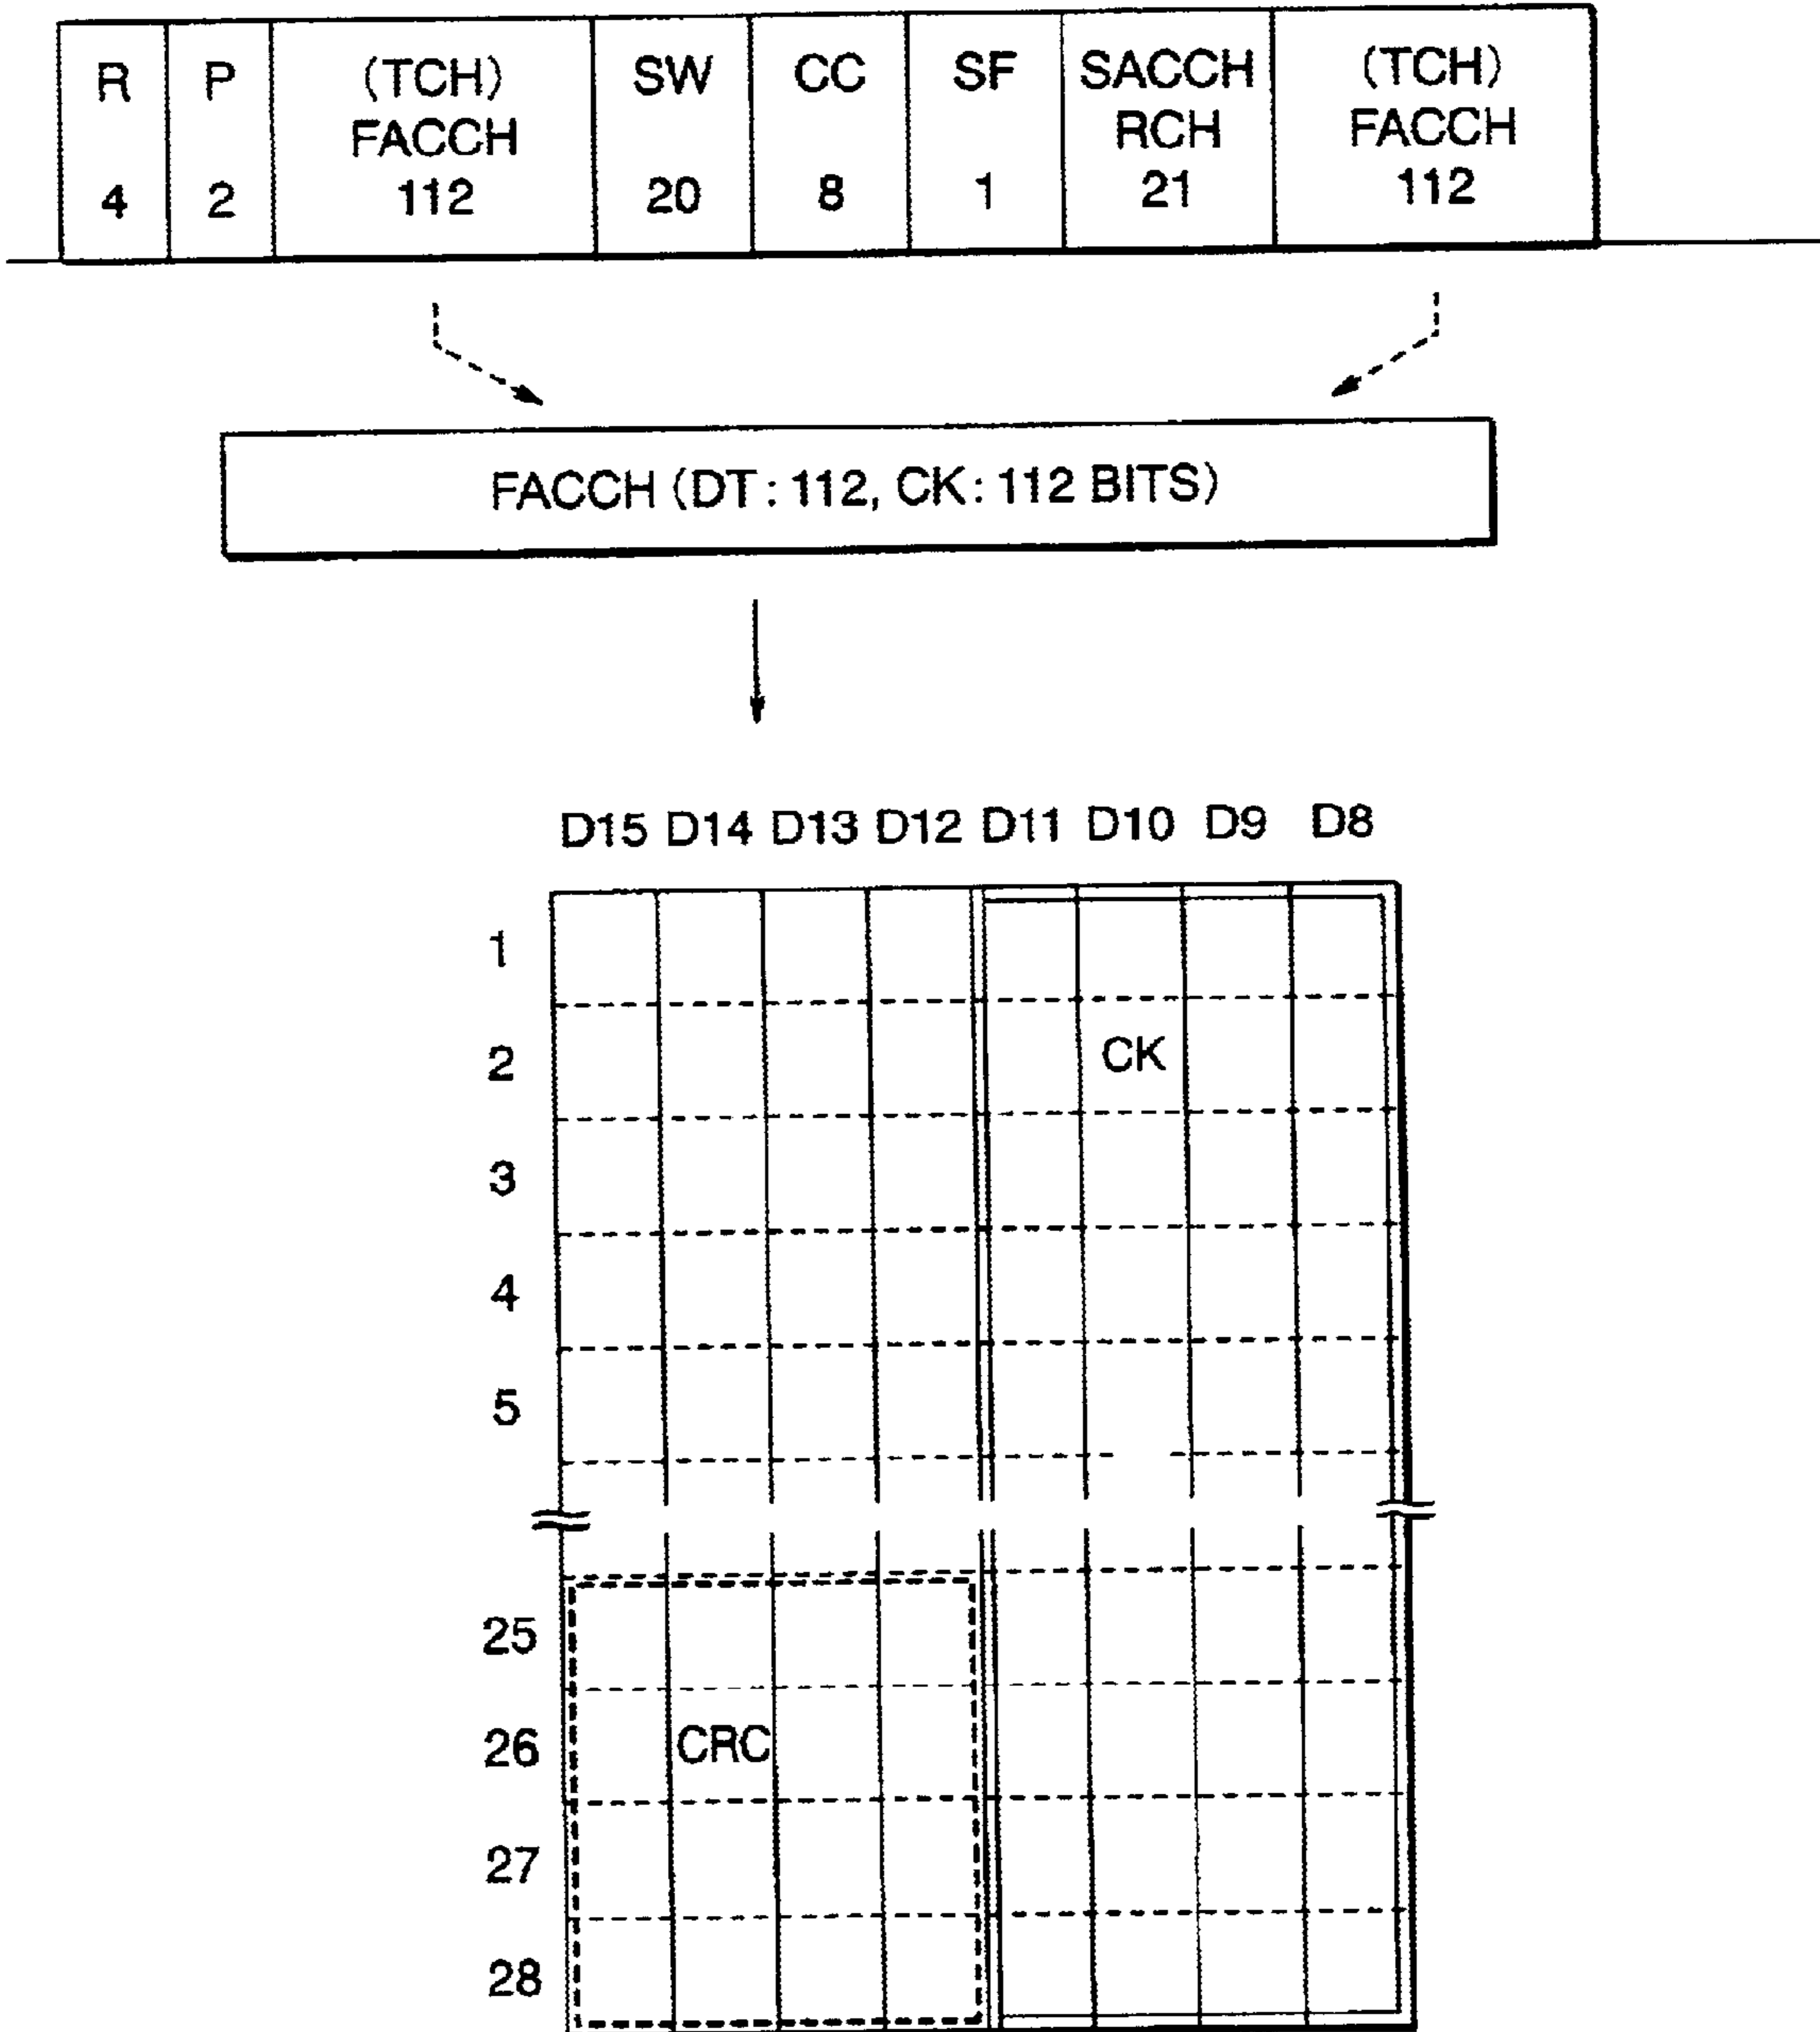 R P (TCH) SW CC SF SACCH (TCH)
FACCH RCH FACCH
4 2 112 20 8 1 21 112
FACCH (DT : 112, CK : 112 BITS)
D15 D14 D13 D12 D11 D10 D9 D8
1
2 CK
3
4
5
25
26 CRC
27
28